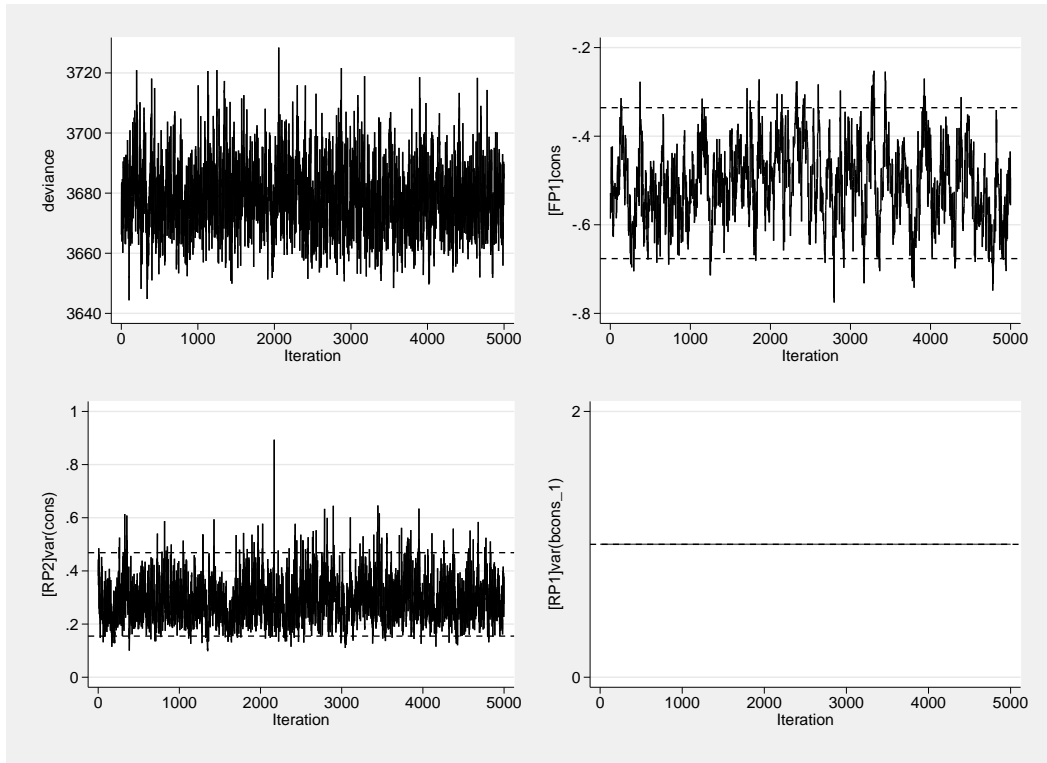 deviance
3720
3700
3680
3660
3640
0 1000 2000 3000 4000 5000
Iteration
[FP1]cons
-.2
-.4
-.6
-.8
0 1000 2000 3000 4000 5000
Iteration
[RP2]var(cons)
1
.8
.6
.4
.2
0
0 1000 2000 3000 4000 5000
Iteration
[RP1]var(bcons_1)
2
0
0 1000 2000 3000 4000 5000
Iteration